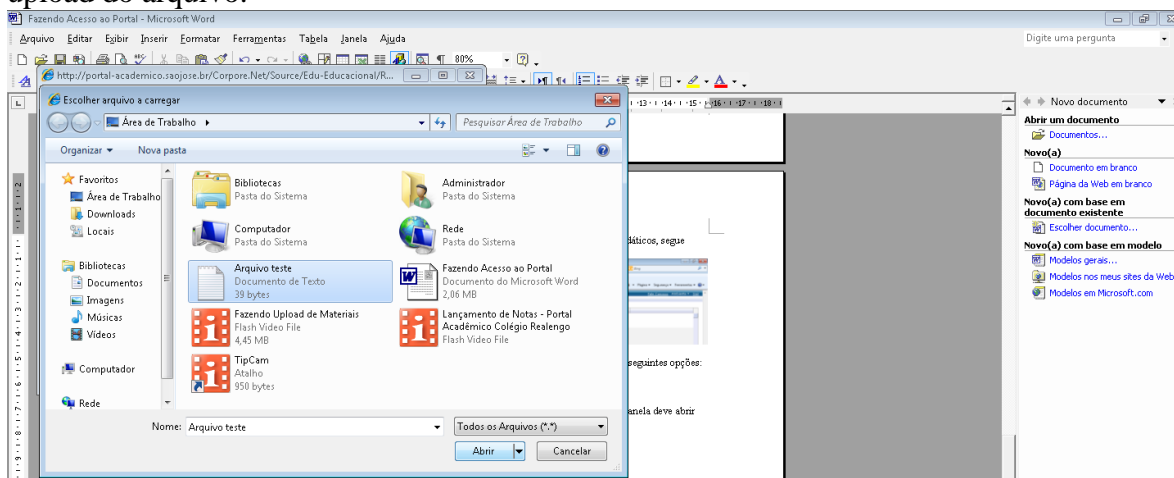 upload do arquivo.
Fazendo Acesso ao Portal - Microsoft Word
Arquivo Editar Exibir Inserir Formatar Ferramentas Tabela Janela Ajuda
Digite uma pergunta
80%
http://portal-academico.saojose.br/Corpore.Net/Source/Edu-Educacional/R...
Escolher arquivo a carregar
Área de Trabalho
Pesquisar Área de Trabalho
Organizar
Nova pasta
Favoritos
Área de Trabalho
Downloads
Locais
Bibliotecas
Documentos
Imagens
Músicas
Vídeos
Computador
Rede
Bibliotecas
Pasta do Sistema
Administrador
Pasta do Sistema
Computador
Pasta do Sistema
Rede
Pasta do Sistema
Arquivo teste
Documento de Texto
39 bytes
Fazendo Acesso ao Portal
Documento do Microsoft Word
2,06 MB
Fazendo Upload de Materiais
Flash Video File
4,45 MB
Lançamento de Notas - Portal
Acadêmico Colégio Realengo
Flash Video File
TipCam
Atalho
950 bytes
Nome: Arquivo teste
Todos os Arquivos (*.*)
Abrir
Cancelar
·13· ı ·14· ı ·15· ı ·16· ı ·17· ı ·18· ı
dáticos, segue
seguintes opções:
anela deve abrir
Novo documento
Abrir um documento
Documentos...
Novo(a)
Documento em branco
Página da Web em branco
Novo(a) com base em
documento existente
Escolher documento...
Novo(a) com base em modelo
Modelos gerais...
Modelos nos meus sites da Web
Modelos em Microsoft.com